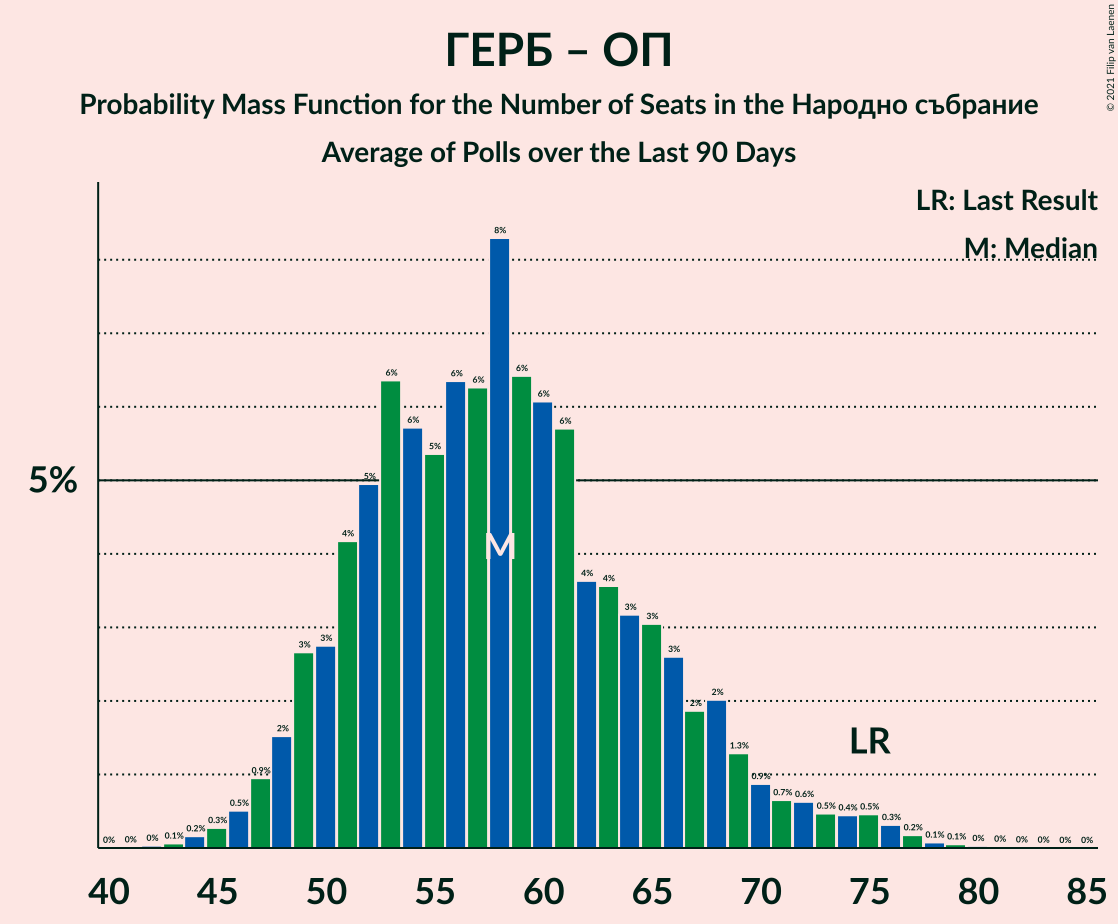 ГЕРБ – ОП
Probability Mass Function for the Number of Seats in the Народно събрание
Average of Polls over the Last 90 Days
© 2021 Filip van Laenen
LR: Last Result
M: Median
5%
0% 0% 0% 0.1% 0.2% 0.3% 0.5% 0.9% 2% 3% 3% 4% 5% 6% 6% 5% 6% 6% 8% 6% 6% 6% 4% 4% 3% 3% 3% 2% 2% 1.3% 0.9% 0.7% 0.6% 0.5% 0.4% 0.5% 0.3% 0.2% 0.1% 0.1% 0% 0% 0% 0% 0% 0%
M
LR
40 45 50 55 60 65 70 75 80 85